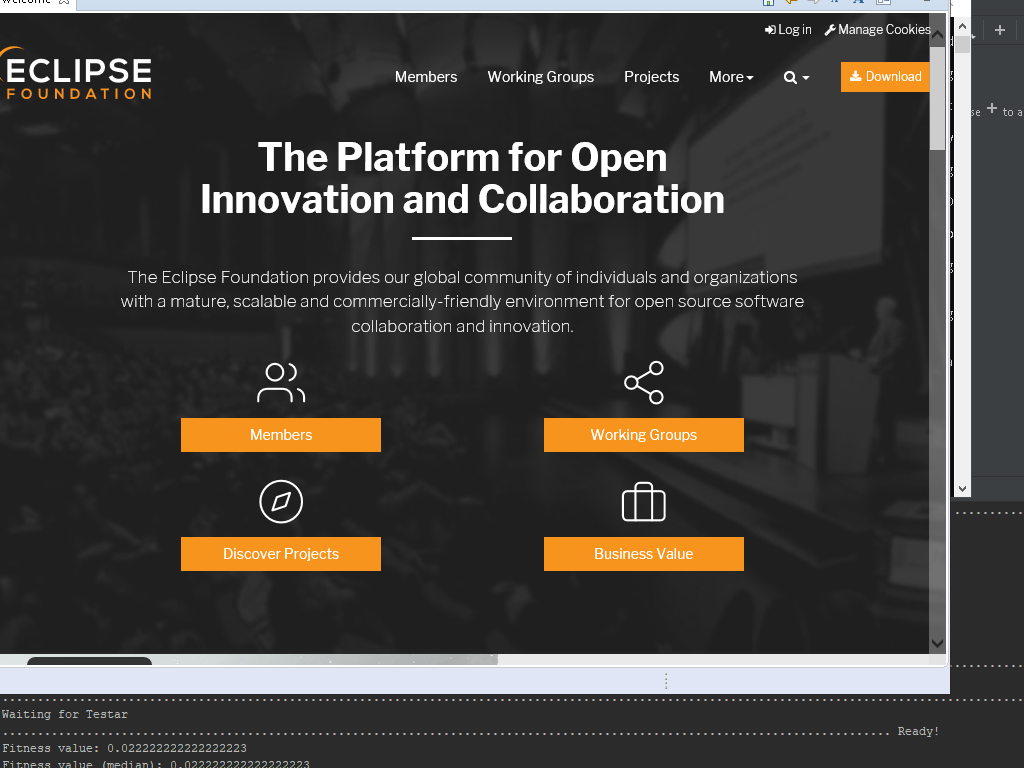 Welcome
Log in
Manage Cookies
ECLIPSE
FOUNDATION
Members
Working Groups
Projects
More
Download
to a
The Platform for Open
Innovation and Collaboration
The Eclipse Foundation provides our global community of individuals and organizations
with a mature, scalable and commercially-friendly environment for open source software
collaboration and innovation.
Members
Working Groups
Discover Projects
Business Value
Waiting for Testar
Ready!
Fitness value: 0.022222222222222223
Fitness value (median): 0.022222222222222223